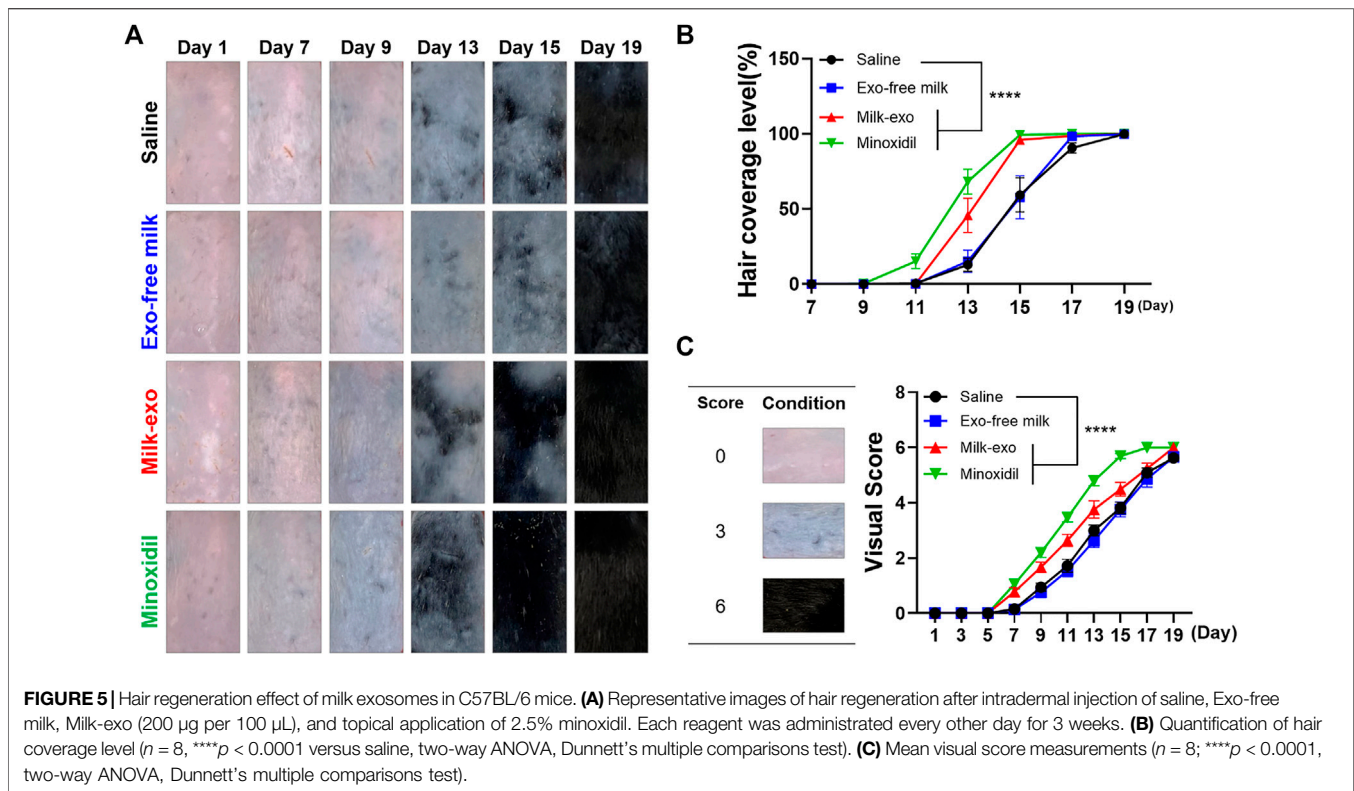 A
Day 1 Day 7 Day 9 Day 13 Day 15 Day 19
Saline
Exo-free milk
Milk-exo
Minoxidil
B
Hair coverage level(%)
150
100
50
0
Saline
Exo-free milk
Milk-exo
Minoxidil
****
7 9 11 13 15 17 19 (Day)
C
Score Condition
0
3
6
Visual Score
8
6
4
2
0
Saline
Exo-free milk
Milk-exo
Minoxidil
****
1 3 5 7 9 11 13 15 17 19 (Day)
FIGURE 5 | Hair regeneration effect of milk exosomes in C57BL/6 mice. (A) Representative images of hair regeneration after intradermal injection of saline, Exo-free
milk, Milk-exo (200 μg per 100 μL), and topical application of 2.5% minoxidil. Each reagent was administrated every other day for 3 weeks. (B) Quantification of hair
coverage level (n = 8, ****p < 0.0001 versus saline, two-way ANOVA, Dunnett's multiple comparisons test). (C) Mean visual score measurements (n = 8; ****p < 0.0001,
two-way ANOVA, Dunnett's multiple comparisons test).